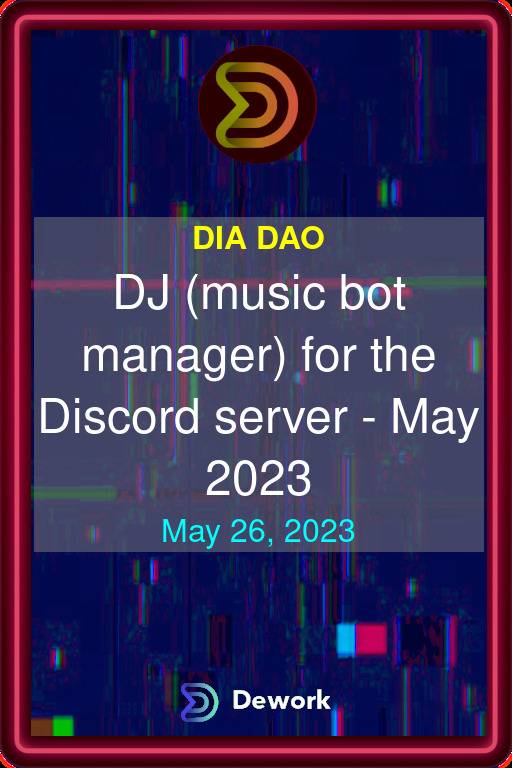 DIA DAO
DJ (music bot
manager) for the
Discord server - May
2023
May 26, 2023
Dework